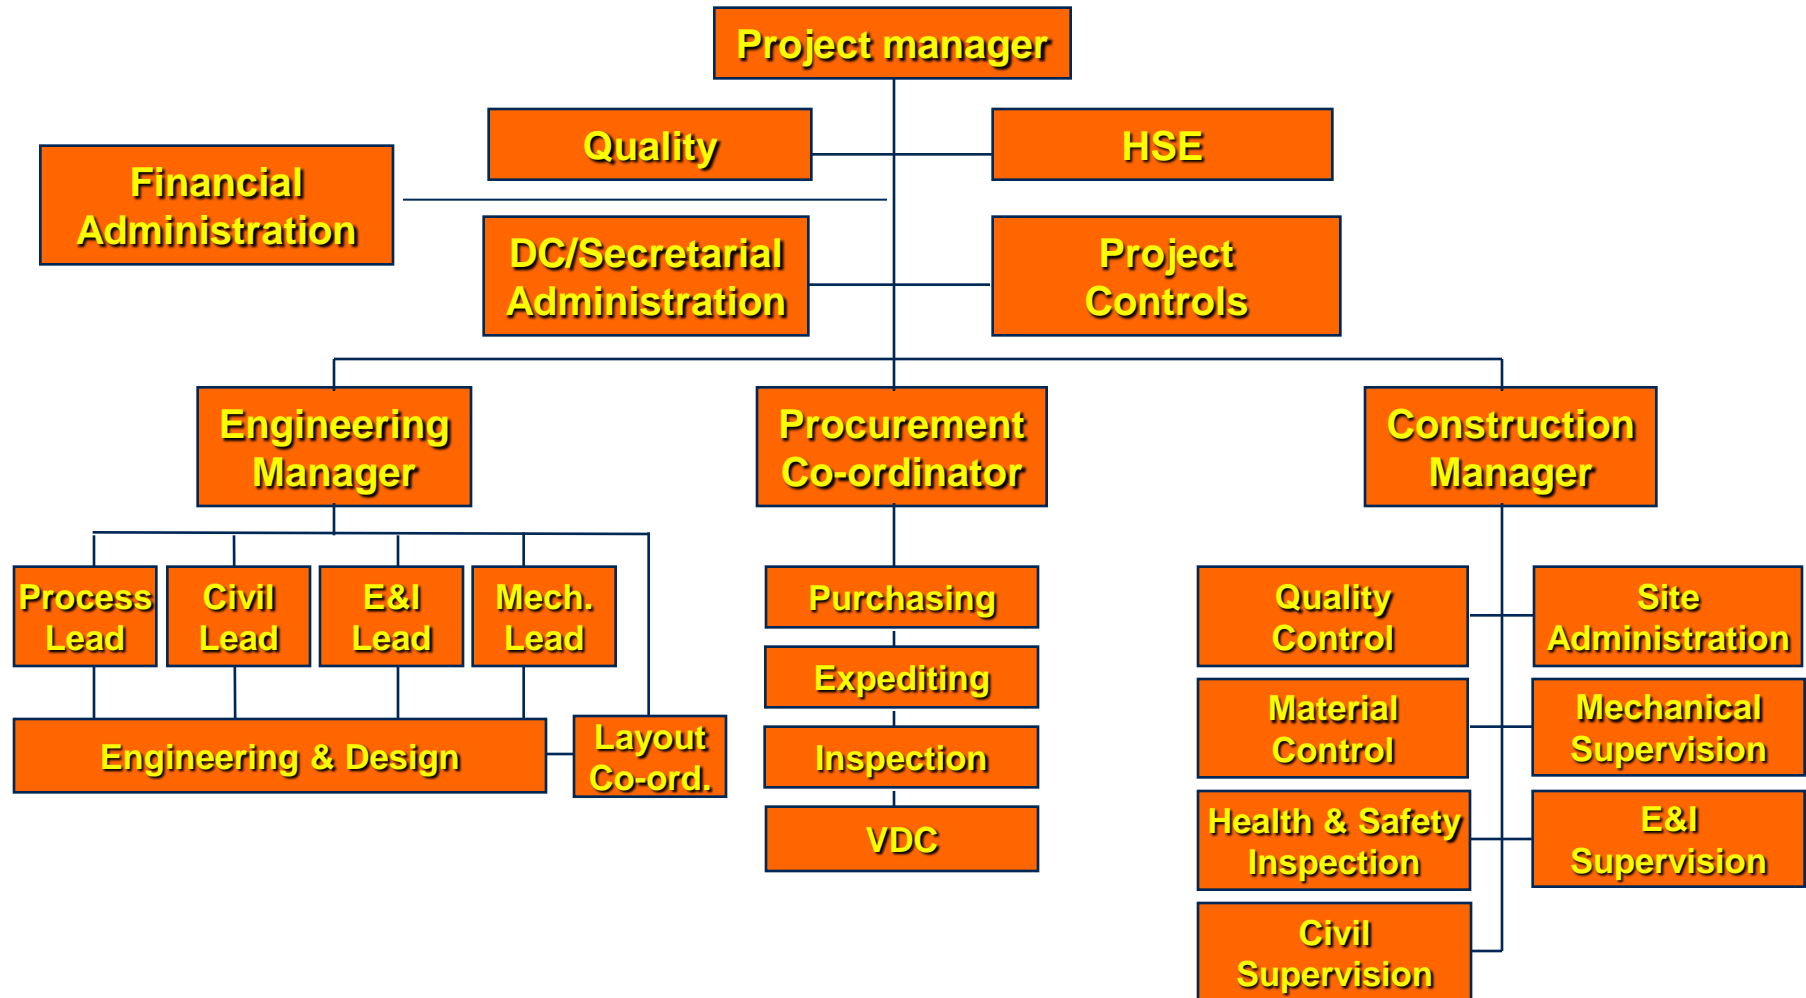 Project manager
Quality
HSE
Financial
Administration
DC/Secretarial
Administration
Project
Controls
Engineering
Manager
Procurement
Co-ordinator
Construction
Manager
Process
Lead
Civil
Lead
E&I
Lead
Mech.
Lead
Engineering & Design
Layout
Co-ord.
Purchasing
Expediting
Inspection
VDC
Quality
Control
Site
Administration
Material
Control
Mechanical
Supervision
Health & Safety
Inspection
E&I
Supervision
Civil
Supervision